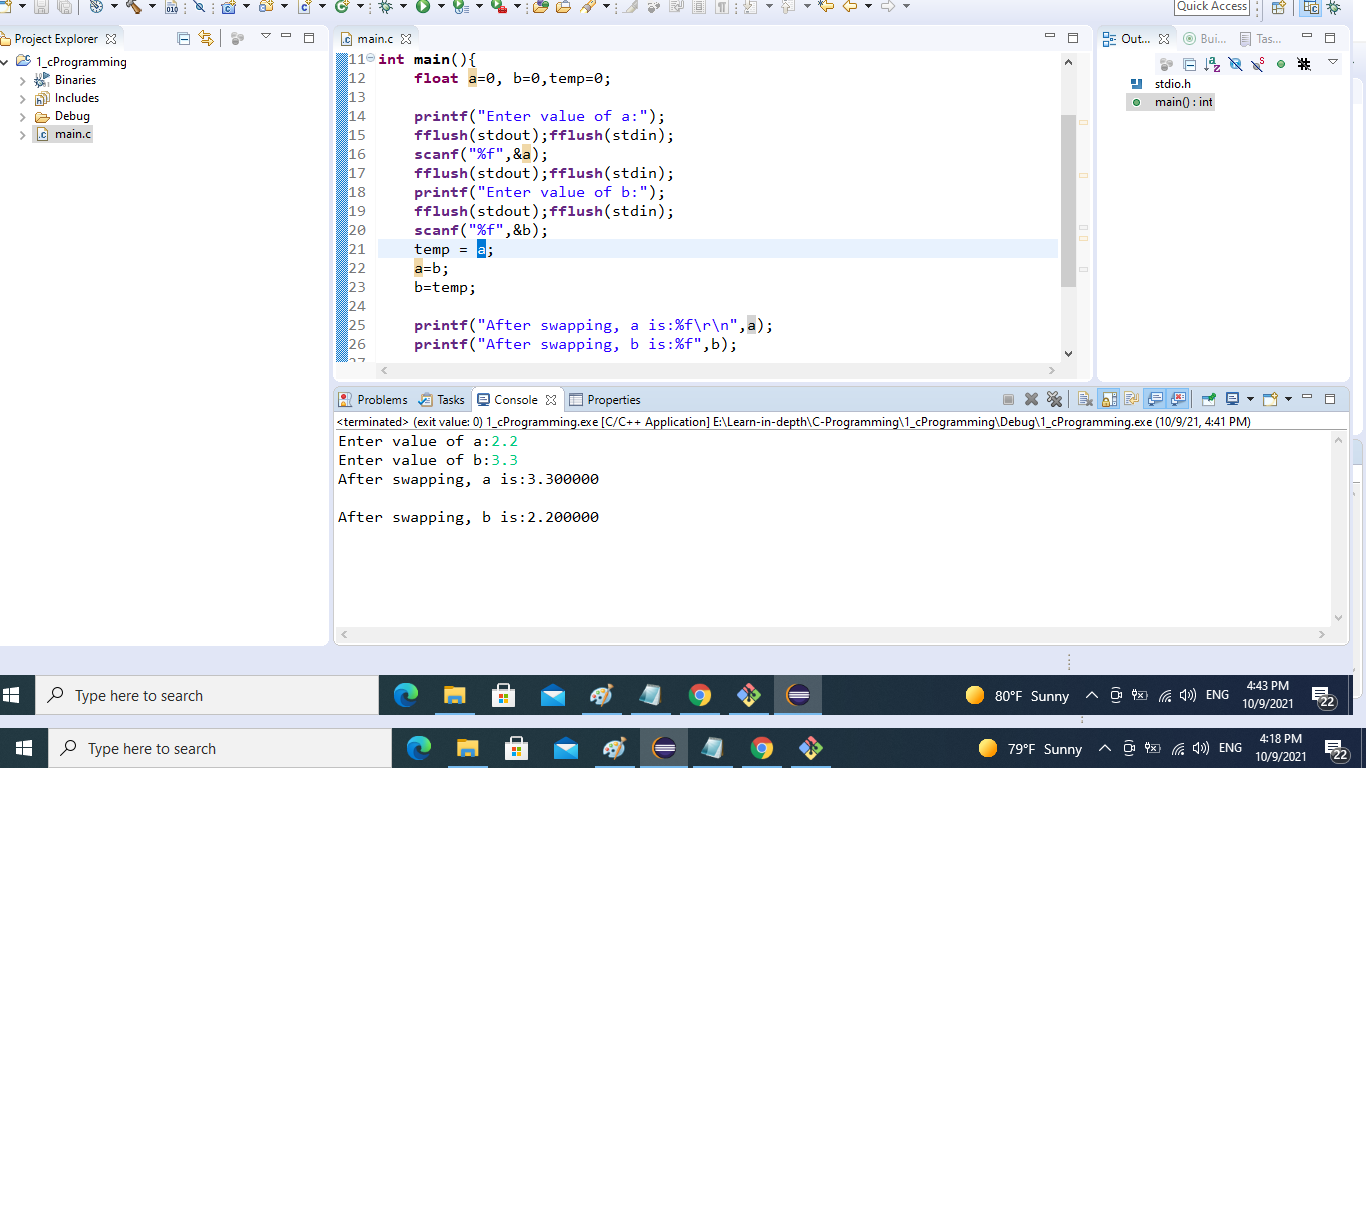 Quick Access
Project Explorer
main.c
Out...
Bui...
Tas...
1_cProgramming
Binaries
Includes
Debug
main.c
11 int main(){
12 float a=0, b=0,temp=0;
13
14 printf("Enter value of a:");
15 fflush(stdout);fflush(stdin);
16 scanf("%f",&a);
17 fflush(stdout);fflush(stdin);
18 printf("Enter value of b:");
19 fflush(stdout);fflush(stdin);
20 scanf("%f",&b);
21 temp = a;
22 a=b;
23 b=temp;
24
25 printf("After swapping, a is:%f\r\n",a);
26 printf("After swapping, b is:%f",b);
27
stdio.h
main() : int
Problems Tasks Console Properties
<terminated> (exit value: 0) 1_cProgramming.exe [C/C++ Application] E:\Learn-in-depth\C-Programming\1_cProgramming\Debug\1_cProgramming.exe (10/9/21, 4:41 PM)
Enter value of a:2.2
Enter value of b:3.3
After swapping, a is:3.300000
After swapping, b is:2.200000
Type here to search
80°F Sunny
ENG
4:43 PM
10/9/2021
22
Type here to search
79°F Sunny
ENG
4:18 PM
10/9/2021
22